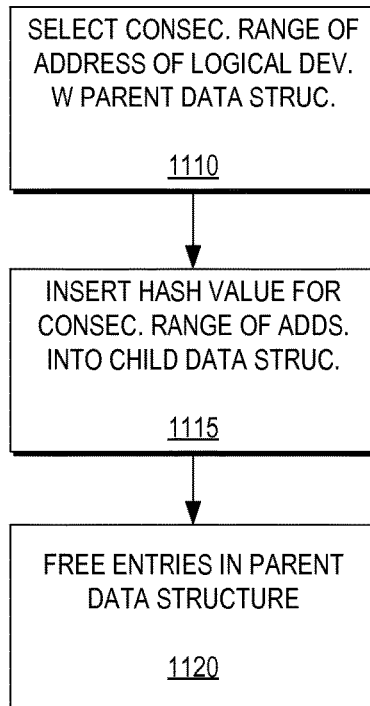 SELECT CONSEC. RANGE OF
ADDRESS OF LOGICAL DEV.
W PARENT DATA STRUC.
1110
INSERT HASH VALUE FOR
CONSEC. RANGE OF ADDS.
INTO CHILD DATA STRUC.
1115
FREE ENTRIES IN PARENT
DATA STRUCTURE
1120